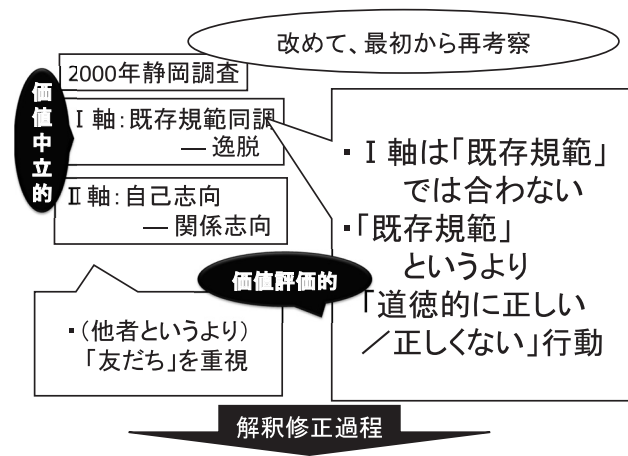 改めて、最初から再考察
2000年静岡調査
価値中立的
Ⅰ軸:既存規範同調
―逸脱
Ⅱ軸:自己志向
―関係志向
・Ⅰ軸は「既存規範」
では合わない
・「既存規範」
というより
「道徳的に正しい
／正しくない」行動
価値評価的
・(他者というより)
「友だち」を重視
解釈修正過程